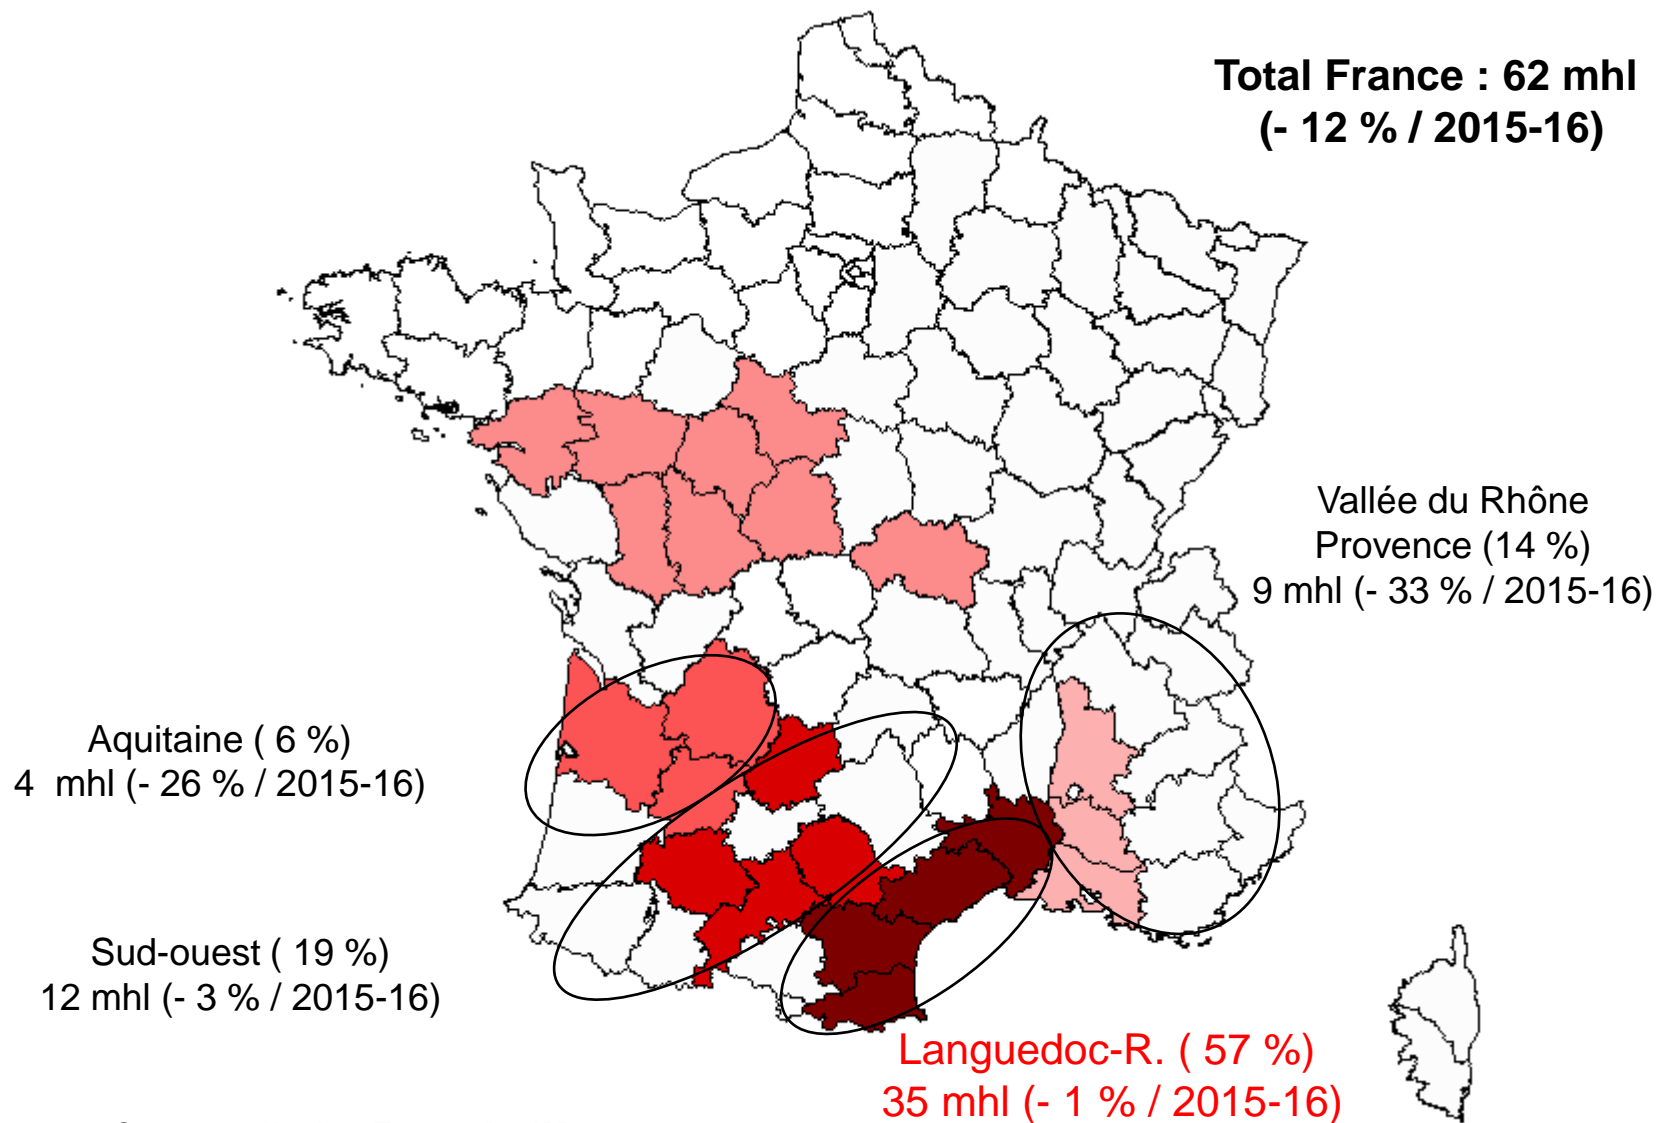 Total France : 62 mhl
(- 12 % / 2015-16)
Vallée du Rhône
Provence (14 %)
9 mhl (- 33 % / 2015-16)
Aquitaine ( 6 %)
4 mhl (- 26 % / 2015-16)
Sud-ouest ( 19 %)
12 mhl (- 3 % / 2015-16)
Languedoc-R. ( 57 %)
35 mhl (- 1 % / 2015-16)